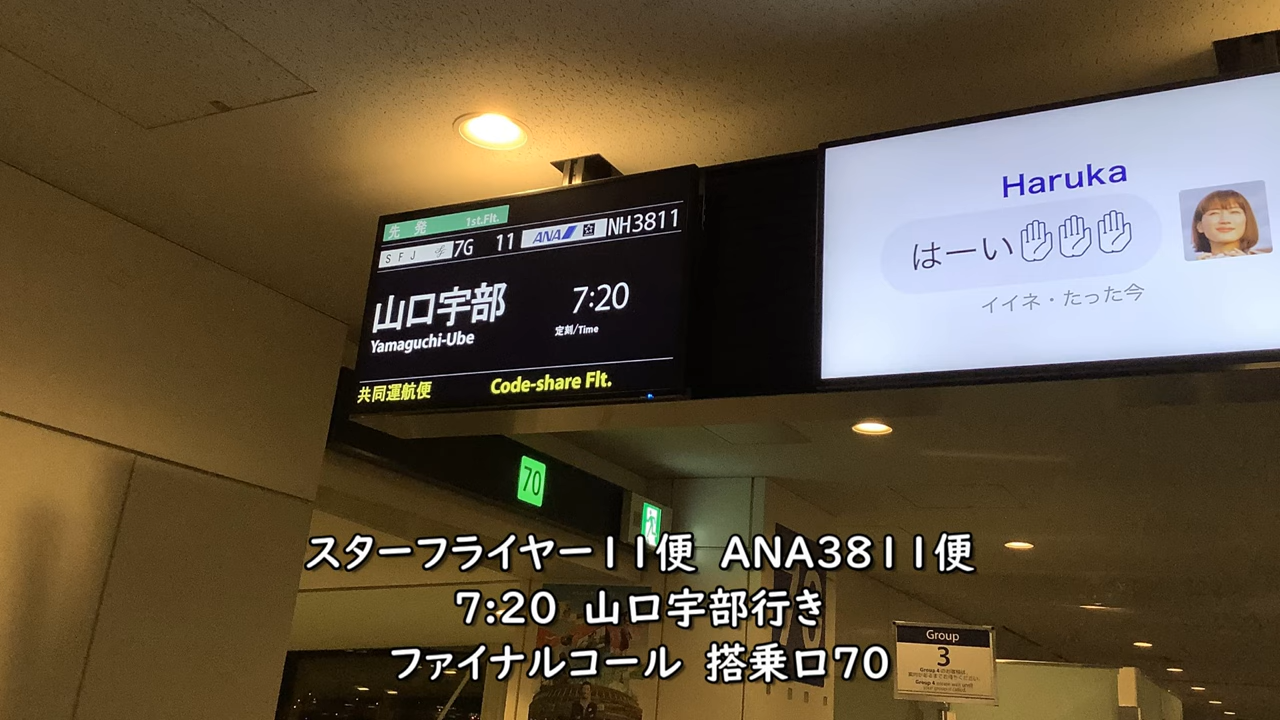 先発 1st.Flt.
SFJ 7G 11 ANA NH3811
山口宇部 7:20
Yamaguchi-Ube 定刻/Time
共同運航便 Code-share Flt.
Haruka
はーい🖐🖐🖐
イイネ・たった今
70
スターフライヤー11便 ANA3811便
7:20 山口宇部行き
ファイナルコール 搭乗口70
Group
3